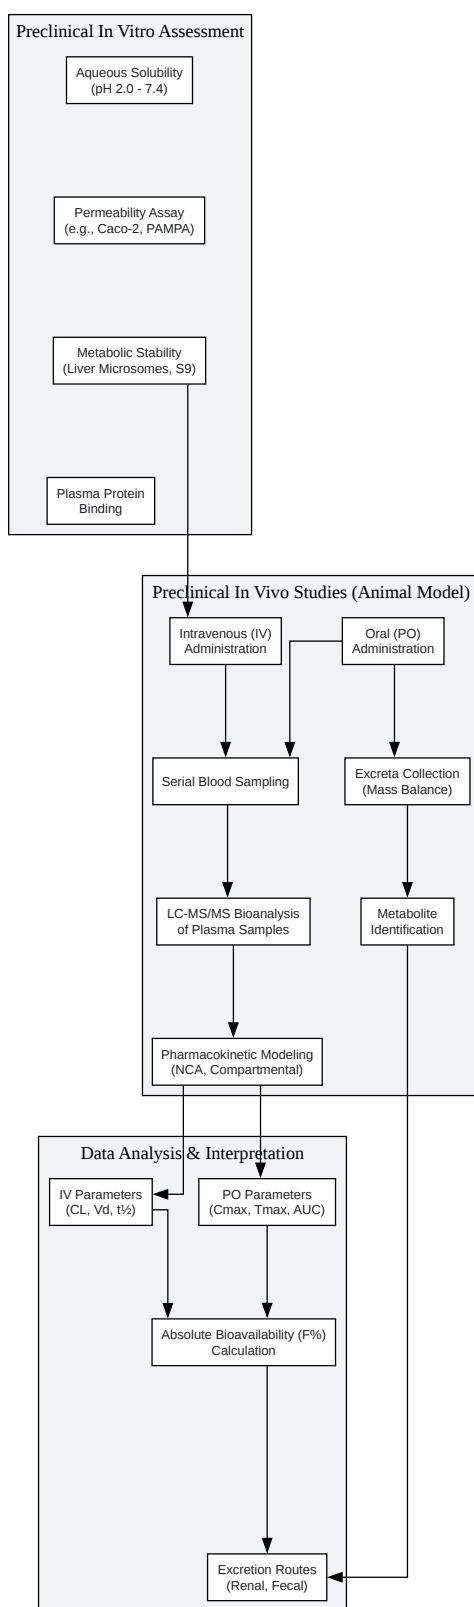 Preclinical In Vitro Assessment
Aqueous Solubility
(pH 2.0 - 7.4)
Permeability Assay
(e.g., Caco-2, PAMPA)
Metabolic Stability
(Liver Microsomes, S9)
Plasma Protein
Binding
Preclinical In Vivo Studies (Animal Model)
Intravenous (IV)
Administration
Oral (PO)
Administration
Serial Blood Sampling
Excreta Collection
(Mass Balance)
LC-MS/MS Bioanalysis
of Plasma Samples
Metabolite
Identification
Pharmacokinetic Modeling
(NCA, Compartmental)
Data Analysis & Interpretation
IV Parameters
(CL, Vd, t½)
PO Parameters
(Cmax, Tmax, AUC)
Absolute Bioavailability (F%)
Calculation
Excretion Routes
(Renal, Fecal)